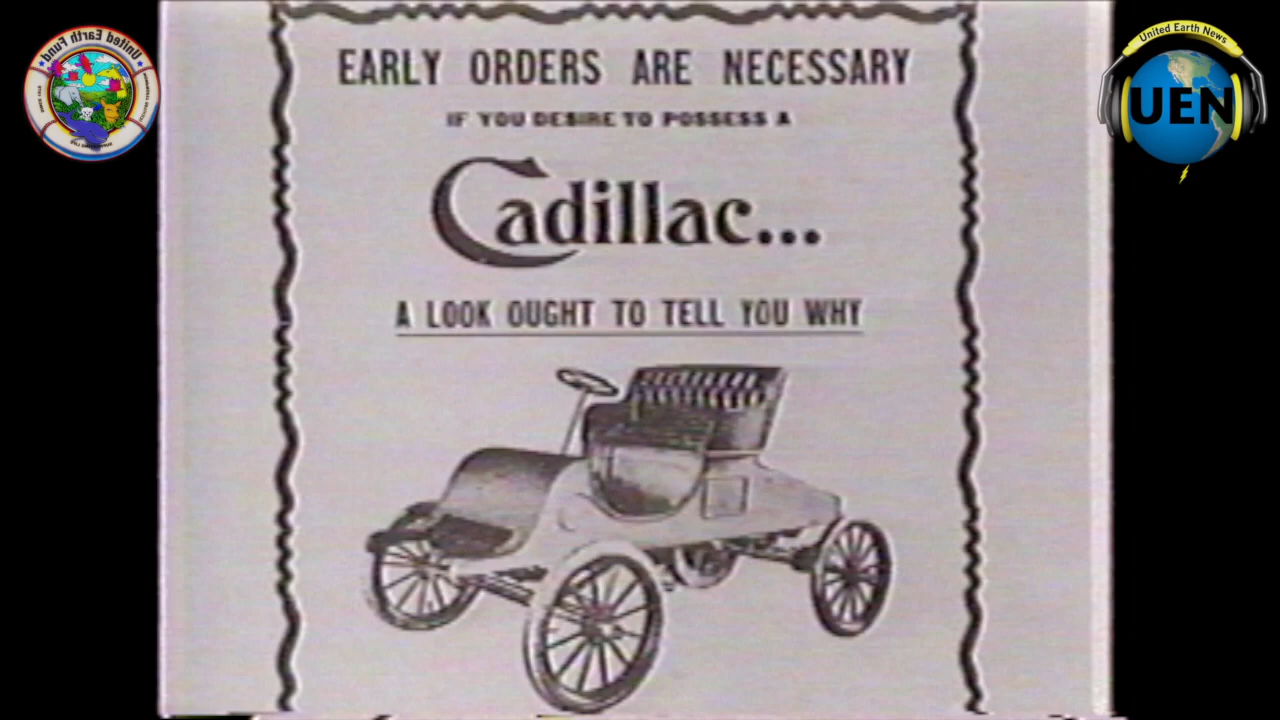 EARLY ORDERS ARE NECESSARY
IF YOU DESIRE TO POSSESS A
Cadillac...
A LOOK OUGHT TO TELL YOU WHY
United Earth Fund
United Earth News
UEN